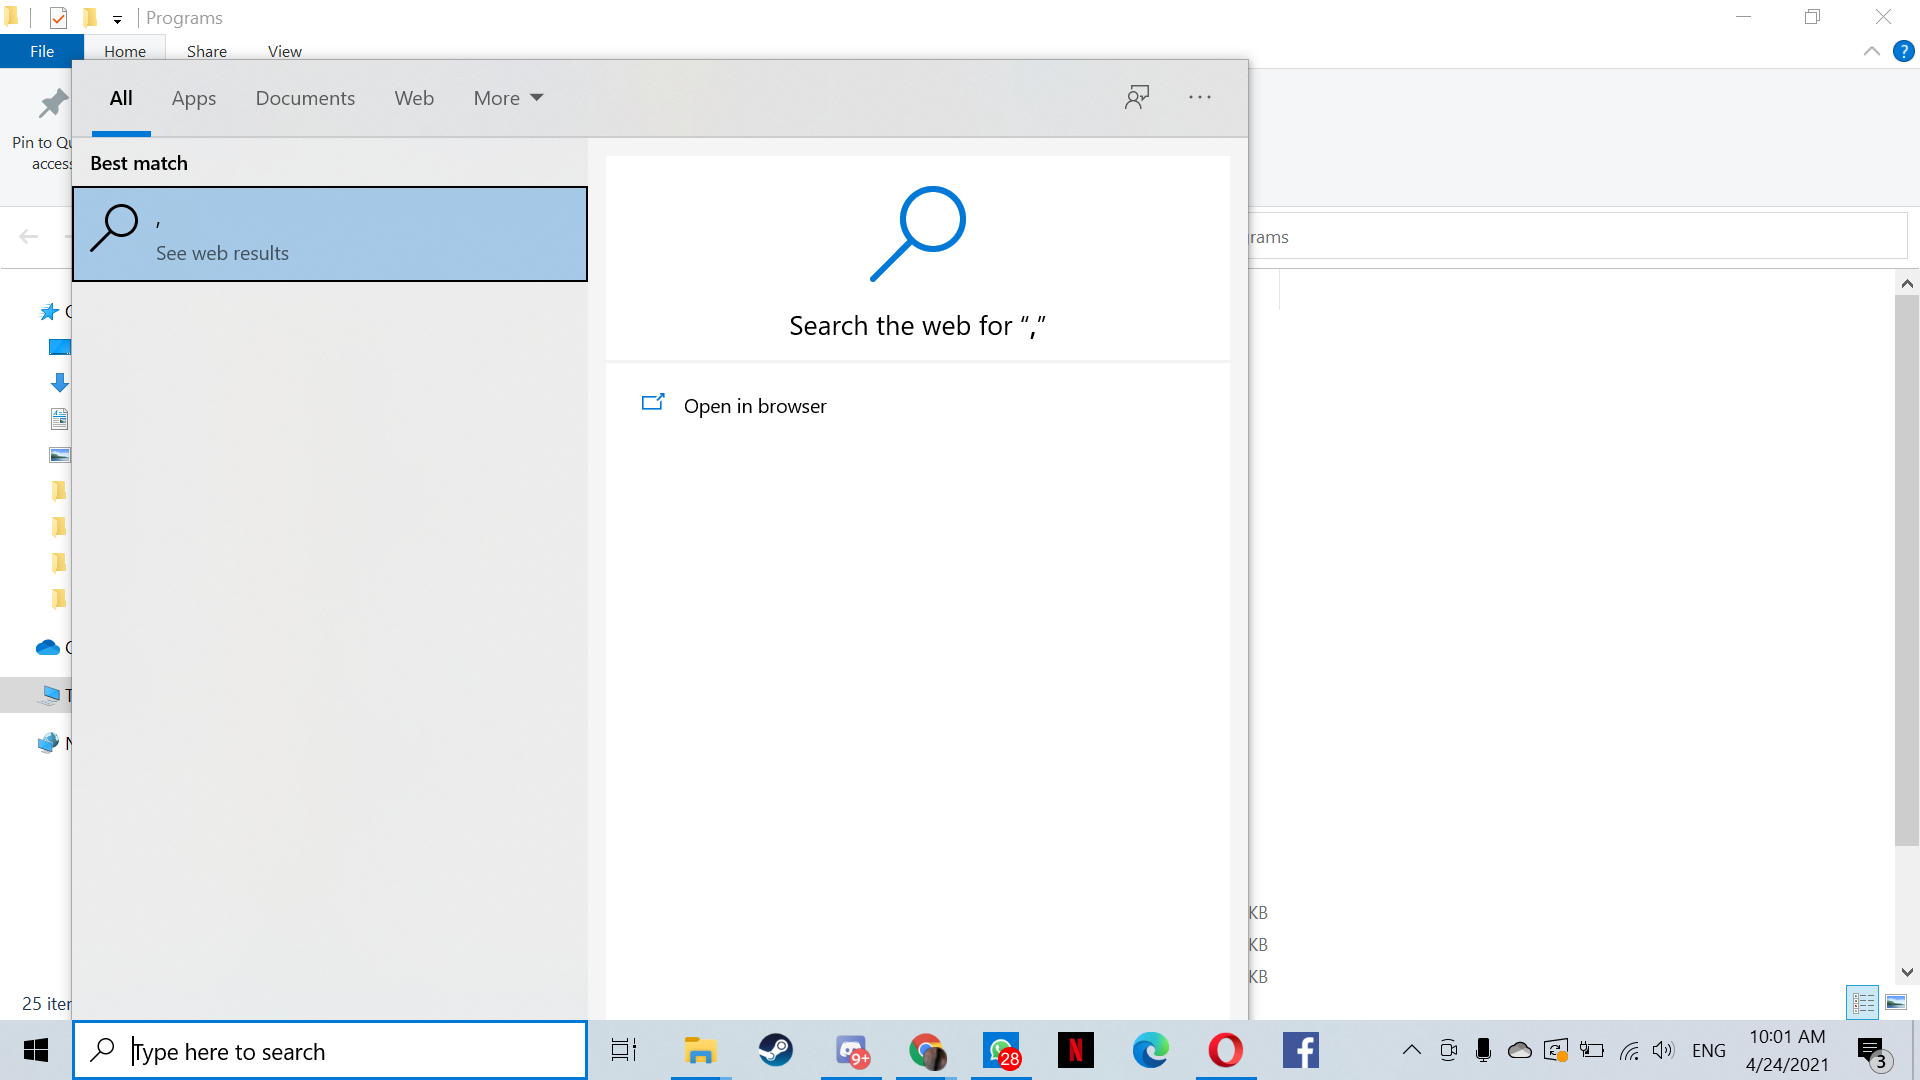 Programs
File Home Share View
?
Pin to Qu
access
All Apps Documents Web More
Best match
,
See web results
Search the web for “,”
Open in browser
grams
KB
KB
KB
25 iter
Type here to search
9+
28
N
f
ENG
10:01 AM
4/24/2021
3